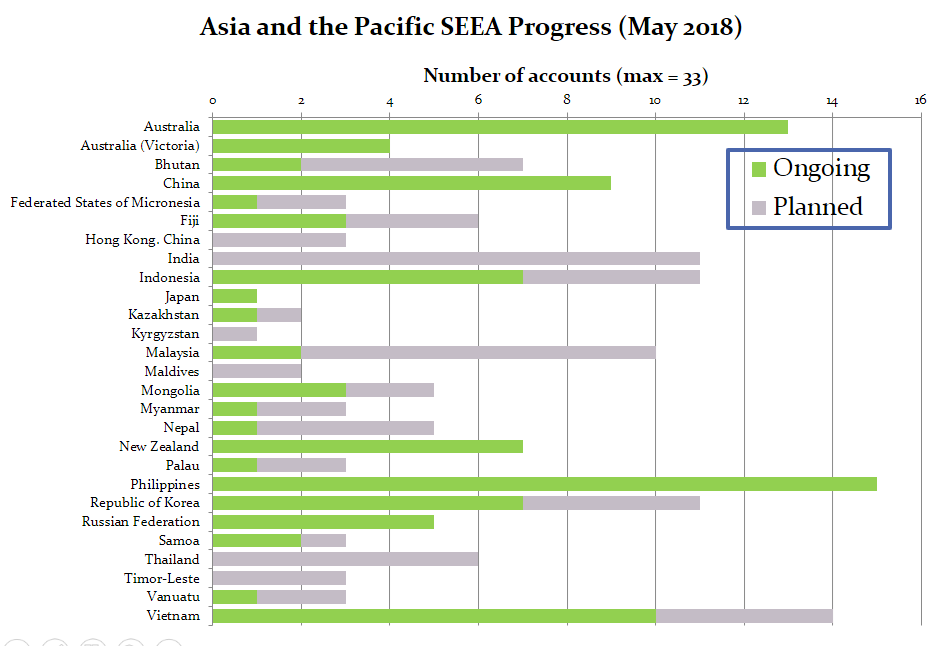 Asia and the Pacific SEEA Progress (May 2018)
Number of accounts (max = 33)
0 2 4 6 8 10 12 14 16
Australia
Australia (Victoria)
Bhutan
China
Federated States of Micronesia
Fiji
Hong Kong. China
India
Indonesia
Japan
Kazakhstan
Kyrgyzstan
Malaysia
Maldives
Mongolia
Myanmar
Nepal
New Zealand
Palau
Philippines
Republic of Korea
Russian Federation
Samoa
Thailand
Timor-Leste
Vanuatu
Vietnam
Ongoing
Planned